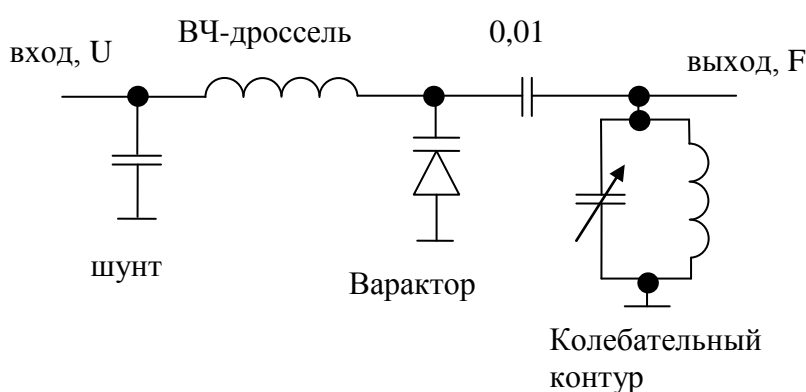 вход, U
ВЧ-дроссель
0,01
выход, F
шунт
Варактор
Колебательный
контур